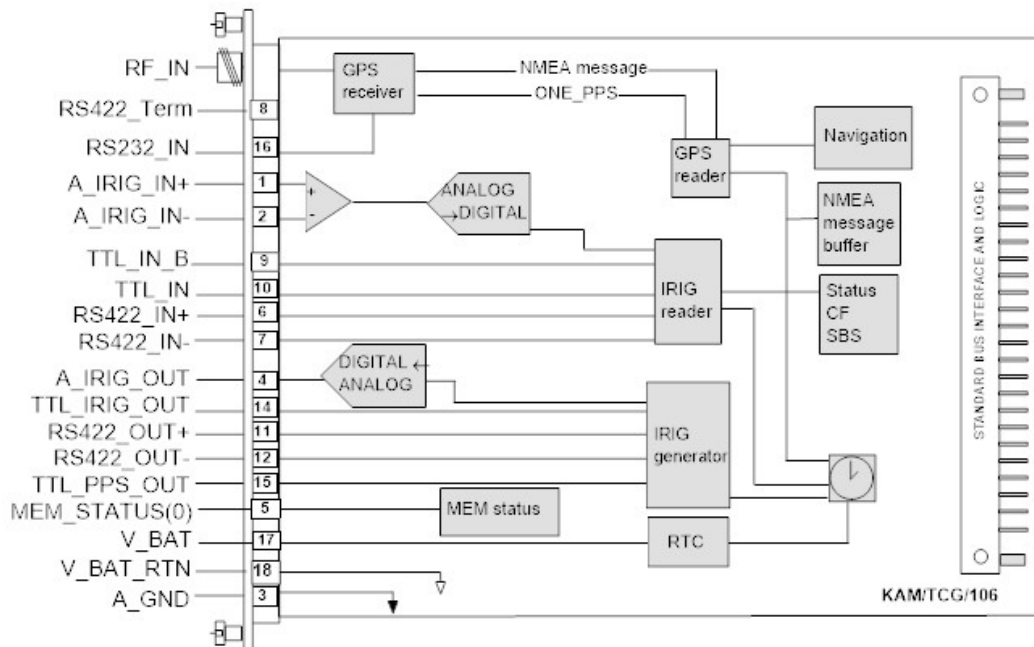 RF_IN
RS422_Term
8
RS232_IN
16
A_IRIG_IN+
1
A_IRIG_IN-
2
TTL_IN_B
9
TTL_IN
10
RS422_IN+
6
RS422_IN-
7
A_IRIG_OUT
4
TTL_IRIG_OUT
14
RS422_OUT+
11
RS422_OUT-
12
TTL_PPS_OUT
15
MEM_STATUS(0)
5
V_BAT
17
V_BAT_RTN
18
A_GND
3
GPS
receiver
NMEA message
ONE_PPS
GPS
reader
Navigation
NMEA
message
buffer
+
-
ANALOG
→DIGITAL
IRIG
reader
Status
CF
SBS
DIGITAL ←
ANALOG
IRIG
generator
MEM status
RTC
STANDARD BUS INTERFACE AND LOGIC
KAM/TCG/106